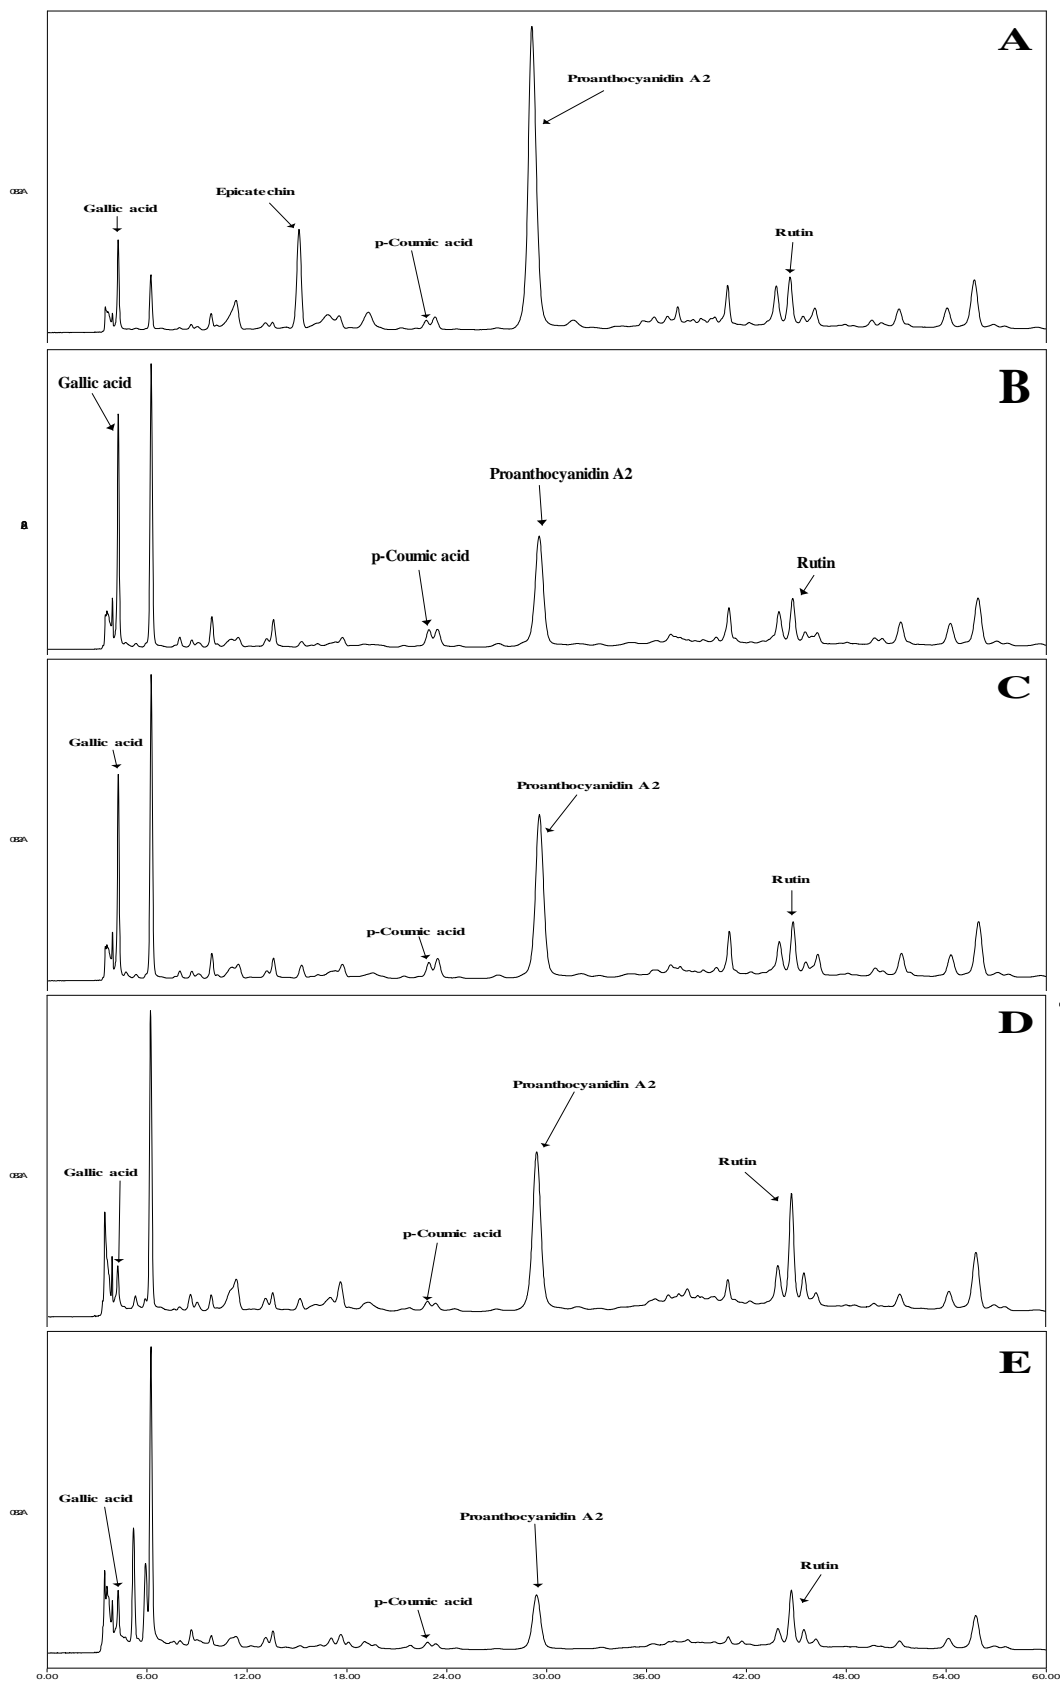 A
Proanthocyanidin A2
Epicatechin
Gallic acid
p-Coumic acid
Rutin
B
Gallic acid
Proanthocyanidin A2
p-Coumic acid
Rutin
C
Gallic acid
Proanthocyanidin A2
Rutin
p-Coumic acid
D
Proanthocyanidin A2
Rutin
Gallic acid
p-Coumic acid
E
Gallic acid
Proanthocyanidin A2
Rutin
p-Coumic acid
0.00 6.00 12.00 18.00 24.00 30.00 36.00 42.00 48.00 54.00 60.00